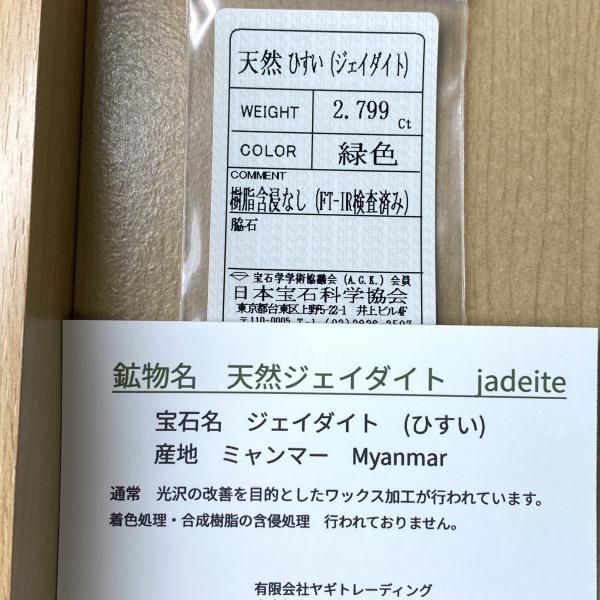 天然 ひすい (ジェイダイト)
WEIGHT 2.799 Ct
COLOR 緑色
COMMENT
樹脂含浸なし (FT-IR検査済み)
脇石
宝石学学術協議会 (A.G.K.) 会員
日本宝石科学協会
東京都台東区上野5-22-1 井上ビル4F
〒110-0005
鉱物名 天然ジェイダイト jadeite
宝石名 ジェイダイト (ひすい)
産地 ミャンマー Myanmar
通常 光沢の改善を目的としたワックス加工が行われています。
着色処理・合成樹脂の含侵処理 行われておりません。
有限会社ヤギトレーディング